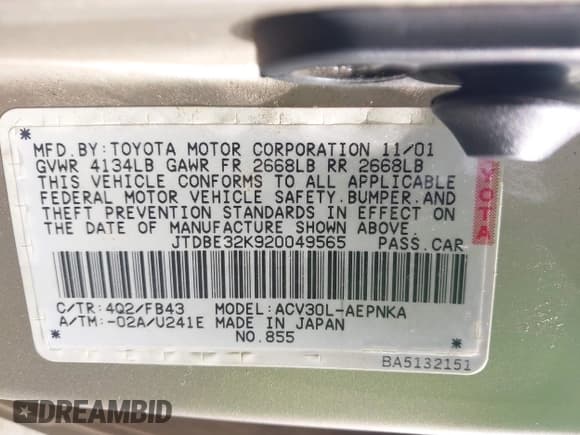 MFD. BY: TOYOTA MOTOR CORPORATION 11/01
GVWR 4134LB GAWR FR 2668LB RR 2668LB
THIS VEHICLE CONFORMS TO ALL APPLICABLE
FEDERAL MOTOR VEHICLE SAFETY, BUMPER, AND
THEFT PREVENTION STANDARDS IN EFFECT ON
THE DATE OF MANUFACTURE SHOWN ABOVE.
JTDBE32K920049565 PASS. CAR
C/TR: 4Q2/FB43 MODEL: ACV30L-AEPNKA
A/TM: -02A/U241E MADE IN JAPAN
NO. 855
BA5132151
YOTA
DREAMBID